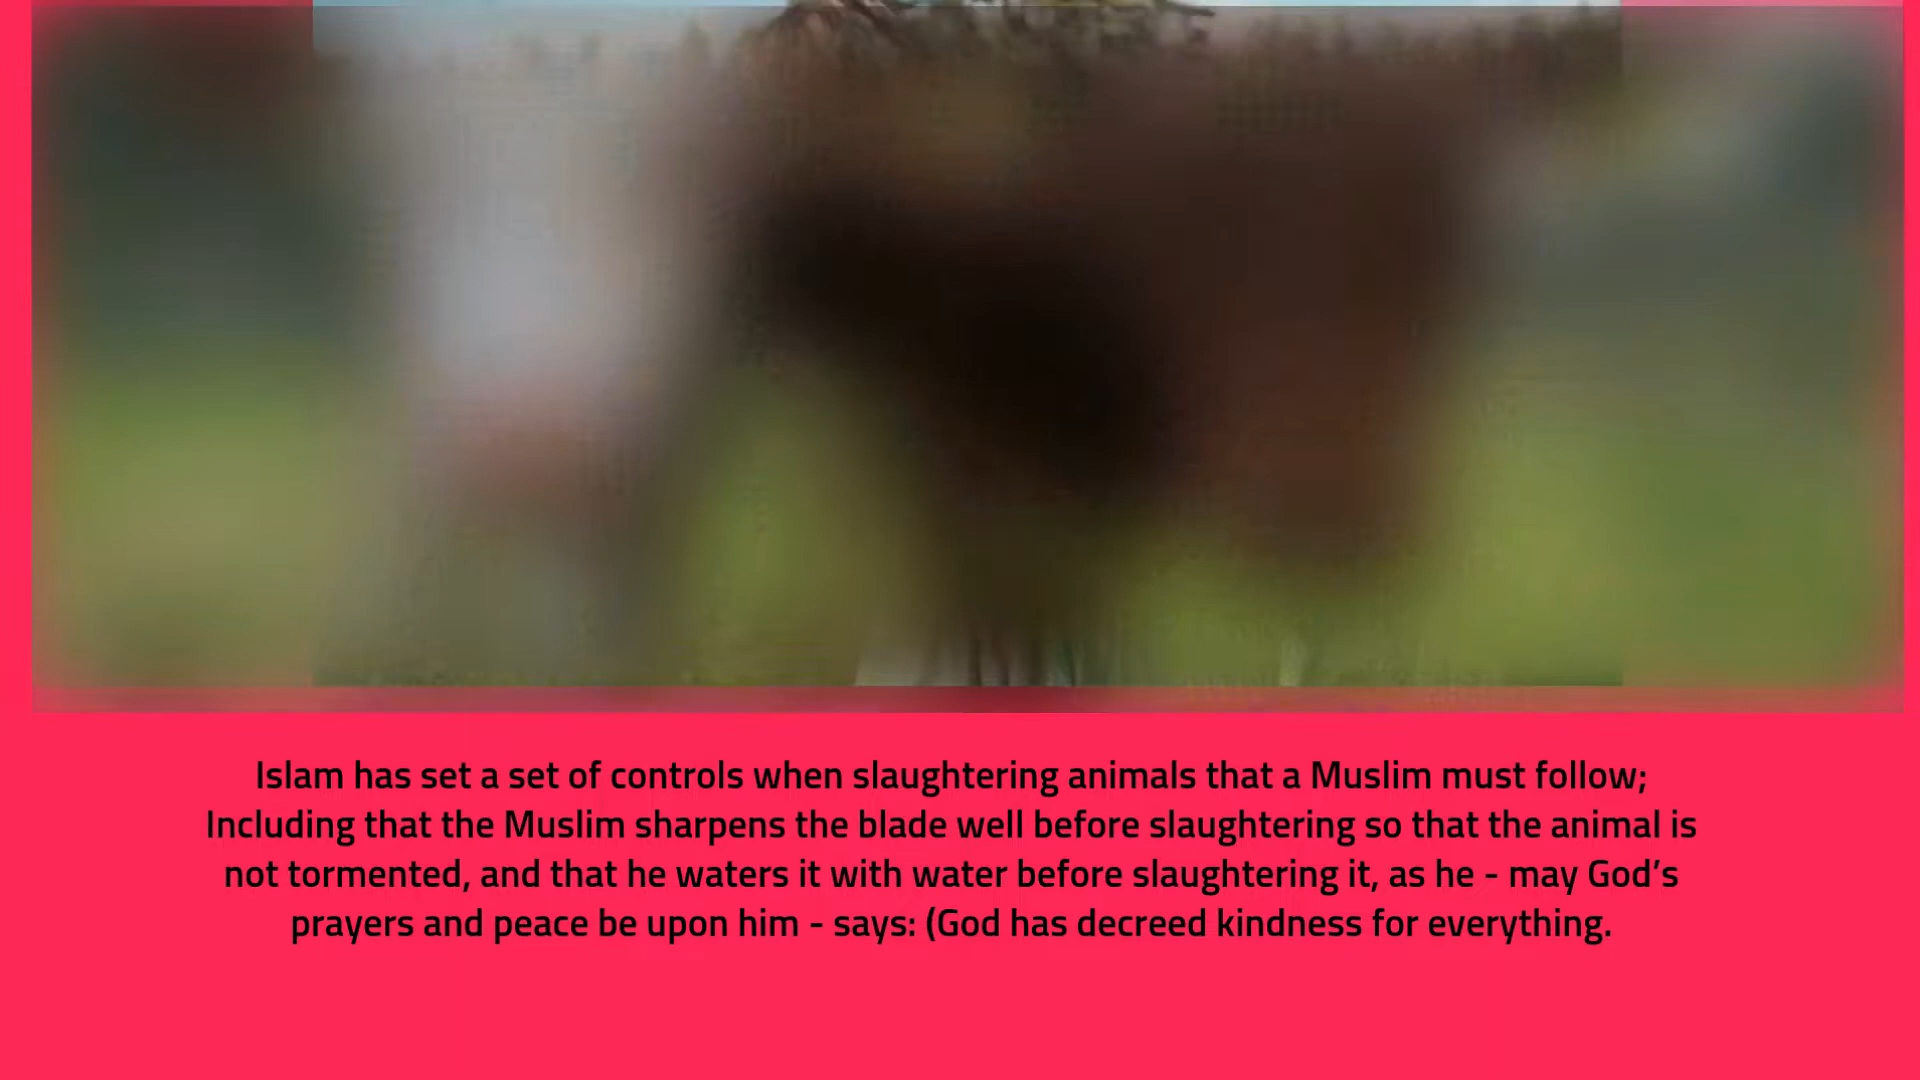 Islam has set a set of controls when slaughtering animals that a Muslim must follow;
Including that the Muslim sharpens the blade well before slaughtering so that the animal is
not tormented, and that he waters it with water before slaughtering it, as he - may God’s
prayers and peace be upon him - says: (God has decreed kindness for everything.